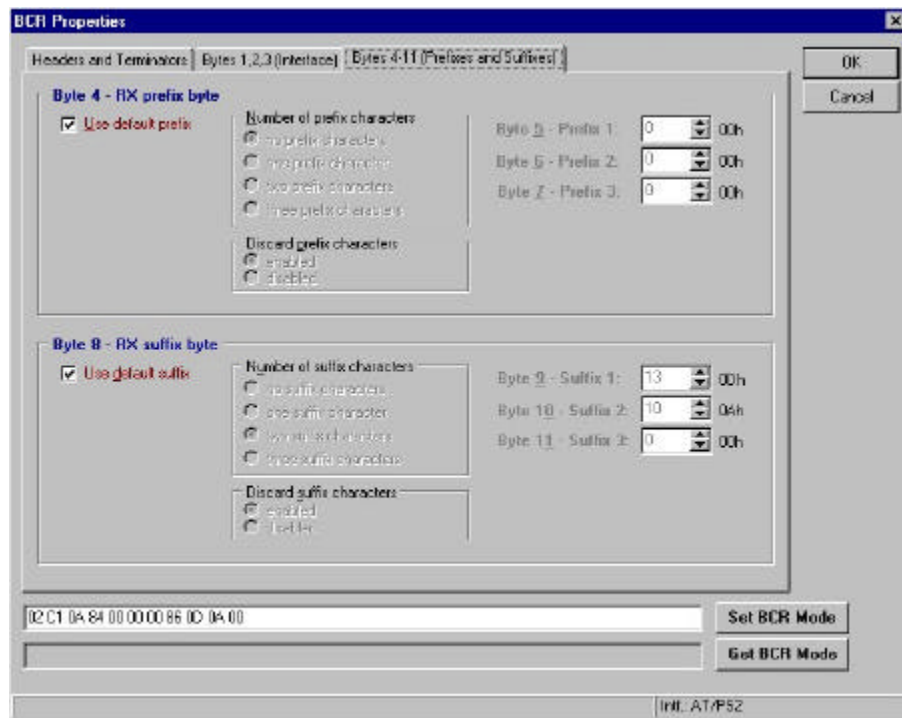 BCR Properties
Headers and Terminators
Bytes 1,2,3 (Interface)
Bytes 4-11 (Prefixes and Suffixes)
OK
Cancel
Byte 4 - RX prefix byte
Use default prefix
Number of prefix characters
no prefix characters
prefix characters
two prefix characters
three prefix characters
Discard prefix characters
enabled
disabled
Byte 5 - Prefix 1: 0 00h
Byte 6 - Prefix 2: 0 00h
Byte 7 - Prefix 3: 0 00h
Byte 8 - RX suffix byte
Use default suffix
Number of suffix characters
no suffix characters
one suffix character
two suffix characters
three suffix characters
Discard suffix characters
enabled
Byte 9 - Suffix 1: 13 0Dh
Byte 10 - Suffix 2: 10 0Ah
Byte 11 - Suffix 3: 0 00h
02 C1 0A 84 00 00 00 86 0D 0A 00
Set BCR Mode
Get BCR Mode
Intf.: AT/PS2